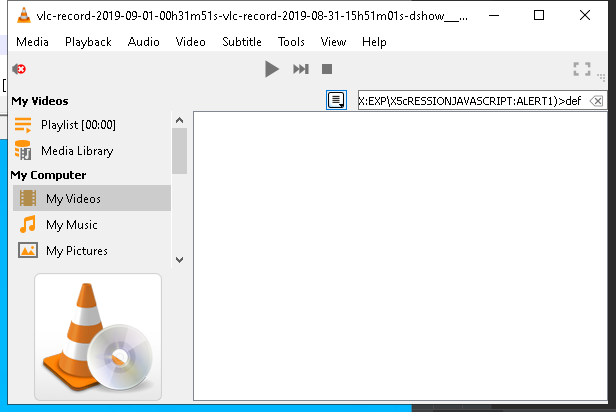 vlc-record-2019-09-01-00h31m51s-vlc-record-2019-08-31-15h51m01s-dshow__...
Media Playback Audio Video Subtitle Tools View Help
My Videos
X:EXP\X5cRESSIONJAVASCRIPT:ALERT1)>def
Playlist [00:00]
Media Library
My Computer
My Videos
My Music
My Pictures